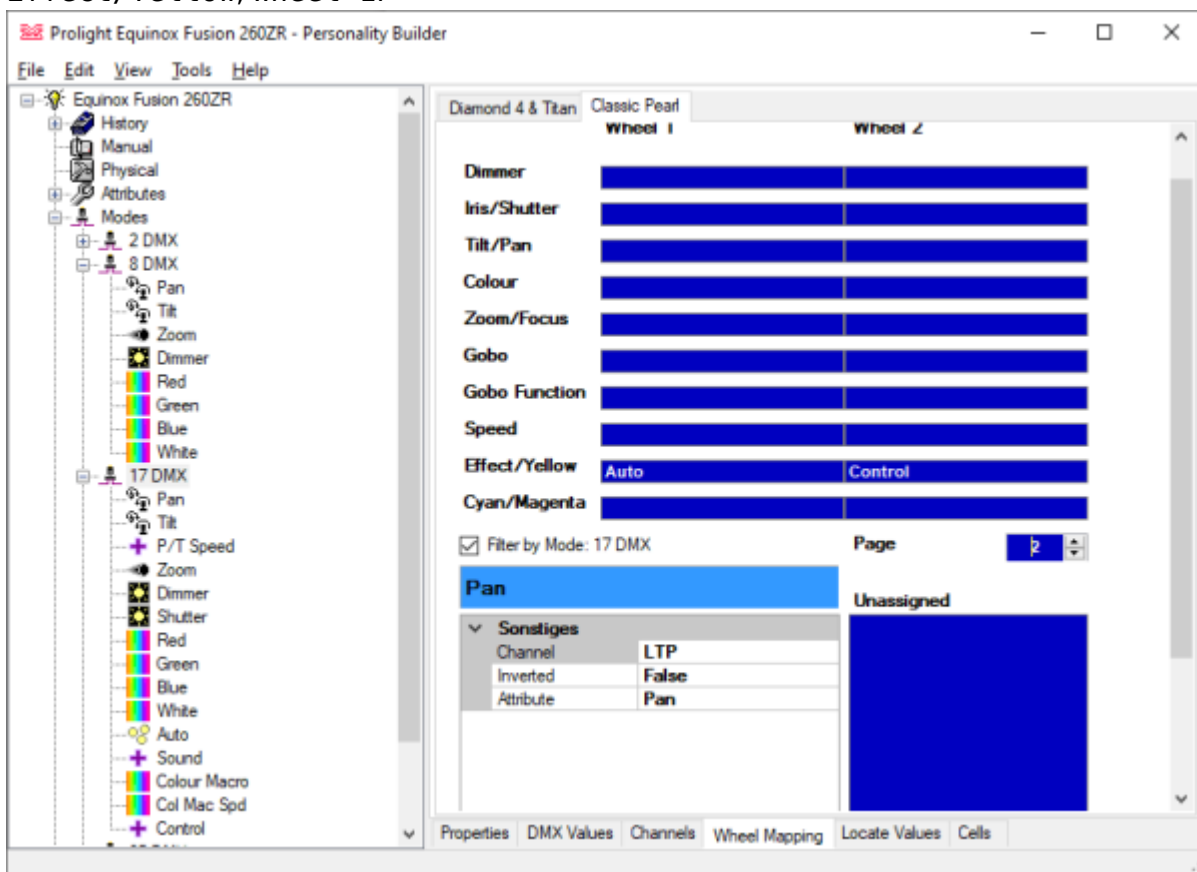 Prolight Equinox Fusion 260ZR - Personality Builder
File Edit View Tools Help
Equinox Fusion 260ZR
History
Manual
Physical
Attributes
Modes
2 DMX
8 DMX
Pan
Tilt
Zoom
Dimmer
Red
Green
Blue
White
17 DMX
Pan
Tilt
P/T Speed
Zoom
Dimmer
Shutter
Red
Green
Blue
White
Auto
Sound
Colour Macro
Col Mac Spd
Control
Diamond 4 & Titan Classic Pearl
Wheel 1 Wheel 2
Dimmer
Iris/Shutter
Tilt/Pan
Colour
Zoom/Focus
Gobo
Gobo Function
Speed
Effect/Yellow Auto Control
Cyan/Magenta
Filter by Mode: 17 DMX Page 2
Pan
Unassigned
Sonstiges
Channel LTP
Inverted False
Attribute Pan
Properties DMX Values Channels Wheel Mapping Locate Values Cells